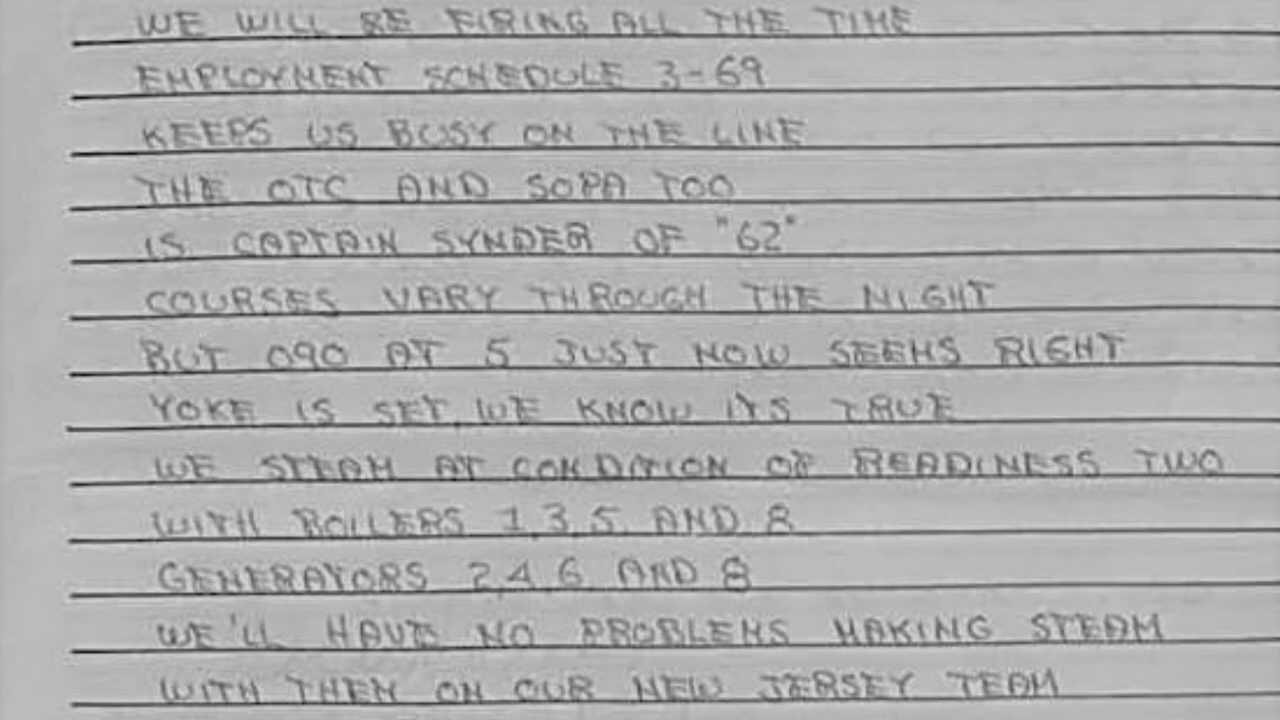 WE WILL BE FIRING ALL THE TIME
EMPLOYMENT SCHEDULE 3-69
KEEPS US BUSY ON THE LINE
THE OTC AND SOPA TOO
IS CAPTAIN SYNDER OF "62"
COURSES VARY THROUGH THE NIGHT
BUT 090 AT 5 JUST NOW SEEMS RIGHT
YOKE IS SET, WE KNOW ITS TRUE
WE STEAM AT CONDITION OF READINESS TWO
WITH BOILERS 1,3,5, AND 8
GENERATORS 2,4,6, AND 8
WE'LL HAVE NO PROBLEMS MAKING STEAM
WITH THEM ON OUR NEW JERSEY TEAM